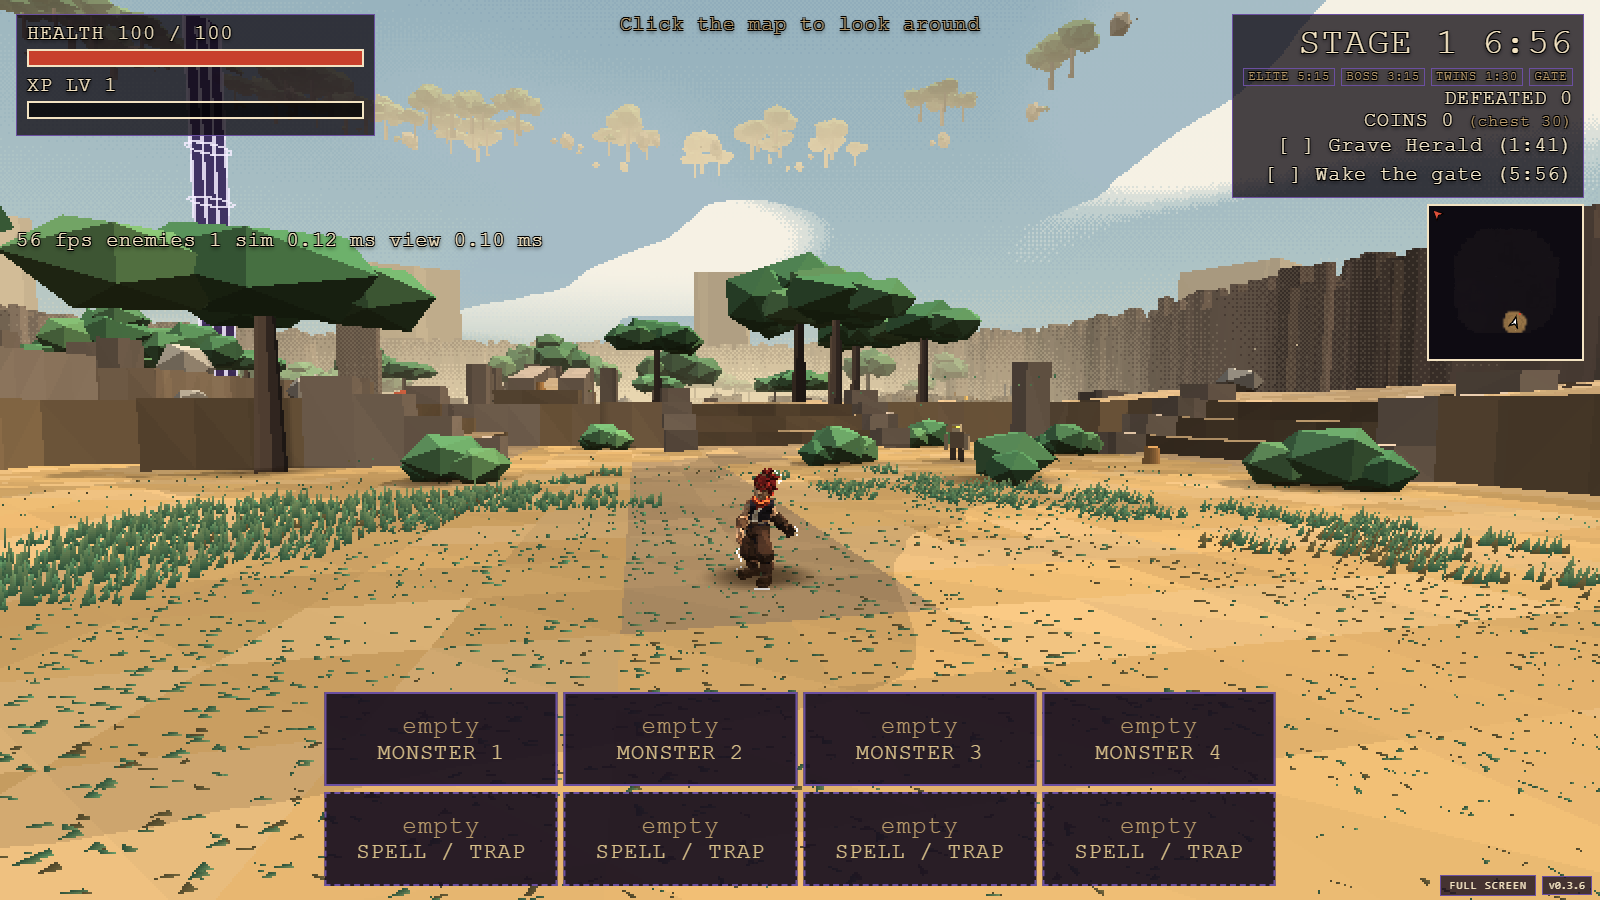 HEALTH 100 / 100
XP LV 1
Click the map to look around
STAGE 1 6:56
ELITE 5:15 BOSS 3:15 TWINS 1:30 GATE
DEFEATED 0
COINS 0 (chest 30)
[ ] Grave Herald (1:41)
[ ] Wake the gate (5:56)
56 fps enemies 1 sim 0.12 ms view 0.10 ms
empty empty empty empty
MONSTER 1 MONSTER 2 MONSTER 3 MONSTER 4
empty empty empty empty
SPELL / TRAP SPELL / TRAP SPELL / TRAP SPELL / TRAP
FULL SCREEN v0.3.6